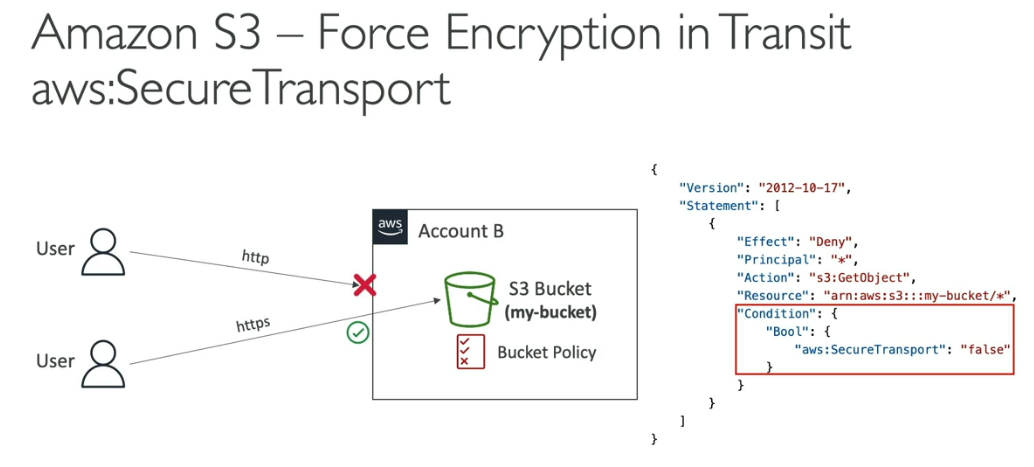 Amazon S3 – Force Encryption in Transit
aws:SecureTransport
User
http
User
https
aws
Account B
S3 Bucket
(my-bucket)
Bucket Policy
{
"Version": "2012-10-17",
"Statement": [
{
"Effect": "Deny",
"Principal": "*",
"Action": "s3:GetObject",
"Resource": "arn:aws:s3:::my-bucket/*",
"Condition": {
"Bool": {
"aws:SecureTransport": "false"
}
}
}
]
}